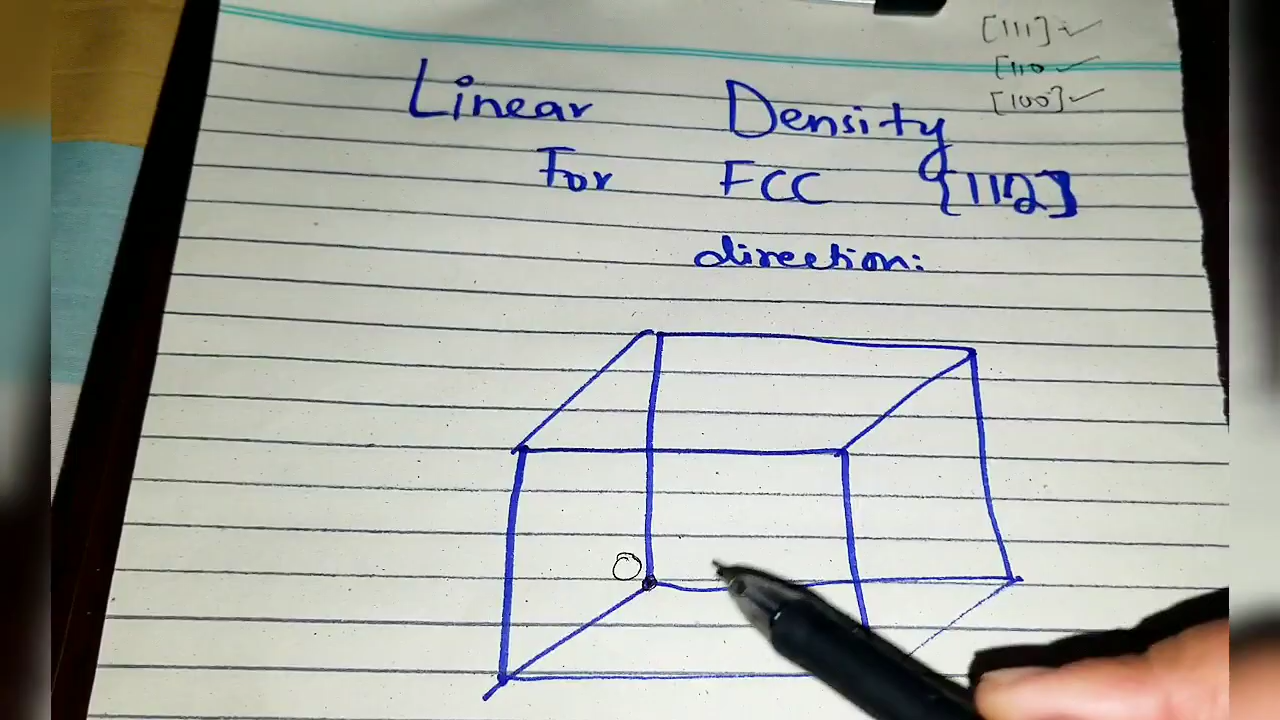 [111] ✓
[110 ✓
[100] ✓
Linear Density
For FCC [112]
direction:
O